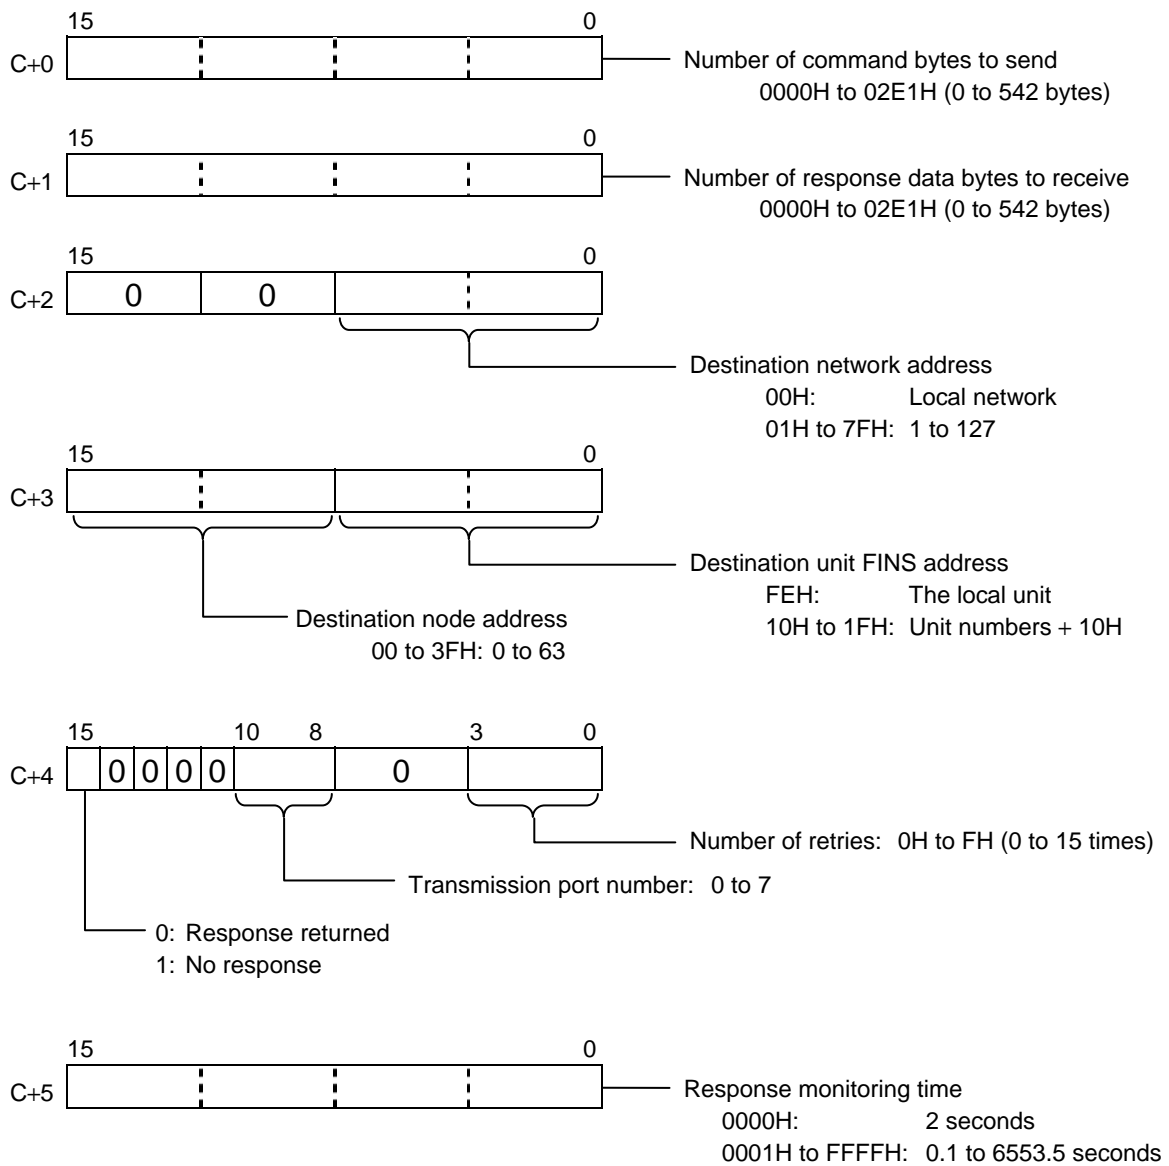 15 0
C+0
Number of command bytes to send
0000H to 02E1H (0 to 542 bytes)
15 0
C+1
Number of response data bytes to receive
0000H to 02E1H (0 to 542 bytes)
15 0
C+2 0 0
Destination network address
00H: Local network
01H to 7FH: 1 to 127
15 0
C+3
Destination unit FINS address
FEH: The local unit
10H to 1FH: Unit numbers + 10H
Destination node address
00 to 3FH: 0 to 63
15 10 8 3 0
C+4 0 0 0 0 0
Number of retries: 0H to FH (0 to 15 times)
Transmission port number: 0 to 7
0: Response returned
1: No response
15 0
C+5
Response monitoring time
0000H: 2 seconds
0001H to FFFFH: 0.1 to 6553.5 seconds